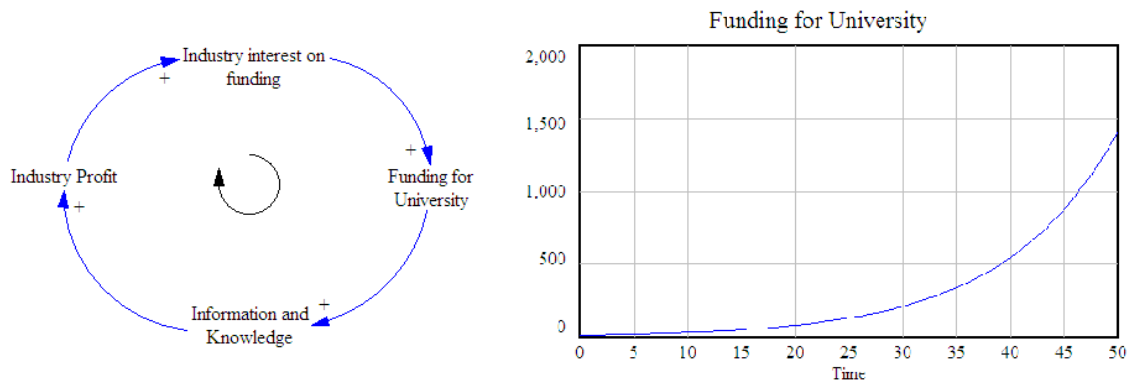 Industry interest on
funding
+
+
Industry Profit
+
Funding for
University
+
Information and
Knowledge
Funding for University
2,000
1,500
1,000
500
0
0 5 10 15 20 25 30 35 40 45 50
Time